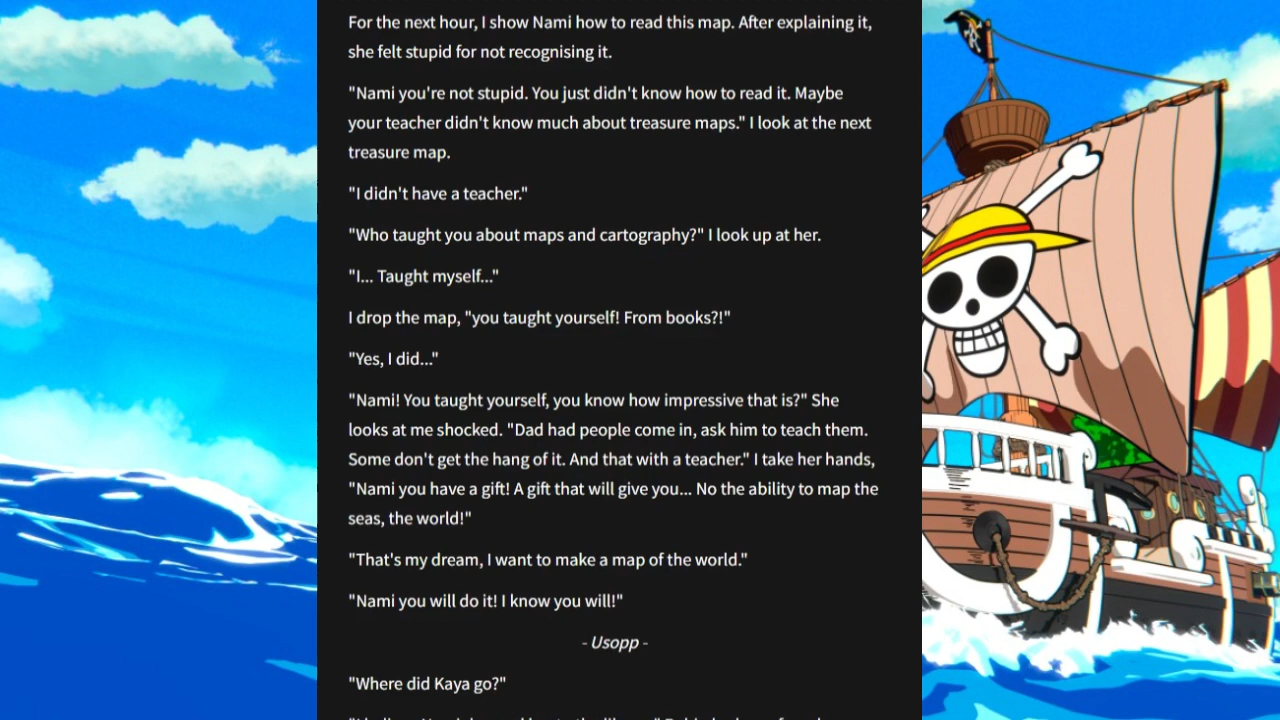 For the next hour, I show Nami how to read this map. After explaining it,
she felt stupid for not recognising it.
"Nami you're not stupid. You just didn't know how to read it. Maybe
your teacher didn't know much about treasure maps." I look at the next
treasure map.
"I didn't have a teacher."
"Who taught you about maps and cartography?" I look up at her.
"I... Taught myself..."
I drop the map, "you taught yourself! From books?!"
"Yes, I did..."
"Nami! You taught yourself, you know how impressive that is?" She
looks at me shocked. "Dad had people come in, ask him to teach them.
Some don't get the hang of it. And that with a teacher." I take her hands,
"Nami you have a gift! A gift that will give you... No the ability to map the
seas, the world!"
"That's my dream, I want to make a map of the world."
"Nami you will do it! I know you will!"
- Usopp -
"Where did Kaya go?"